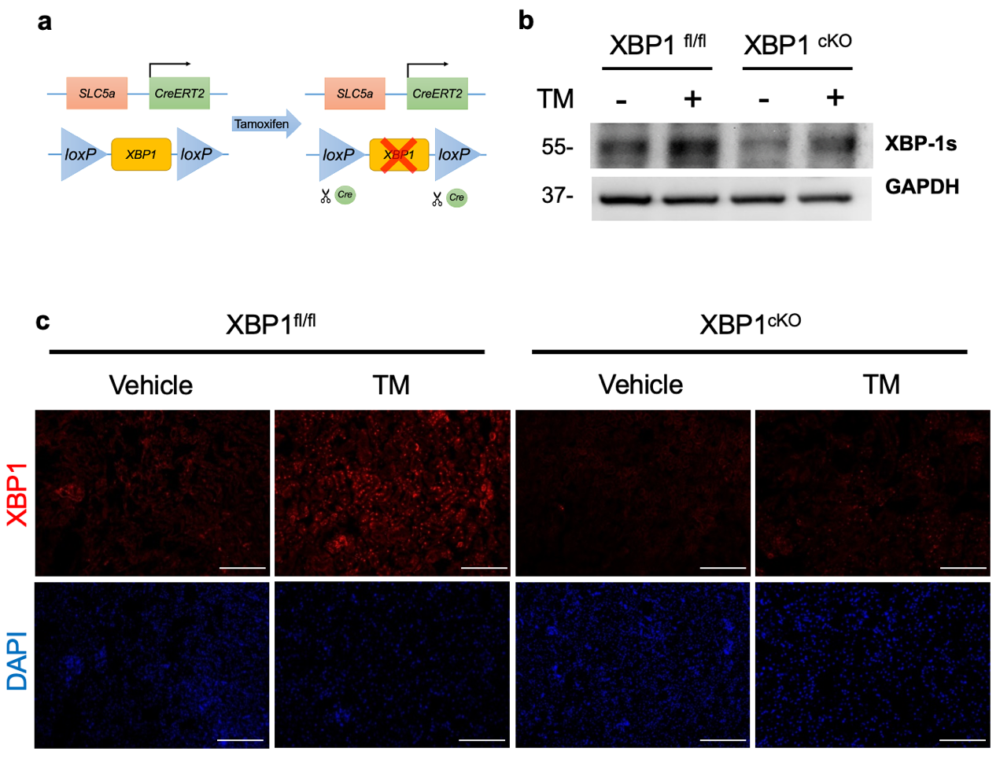 a
SLC5a CreERT2
Tamoxifen
loxP XBP1 loxP
SLC5a CreERT2
loxP XBP1 loxP
Cre Cre
b
XBP1 fl/fl XBP1 cKO
TM - + - +
55- XBP-1s
37- GAPDH
c
XBP1fl/fl XBP1cKO
Vehicle TM Vehicle TM
XBP1
DAPI